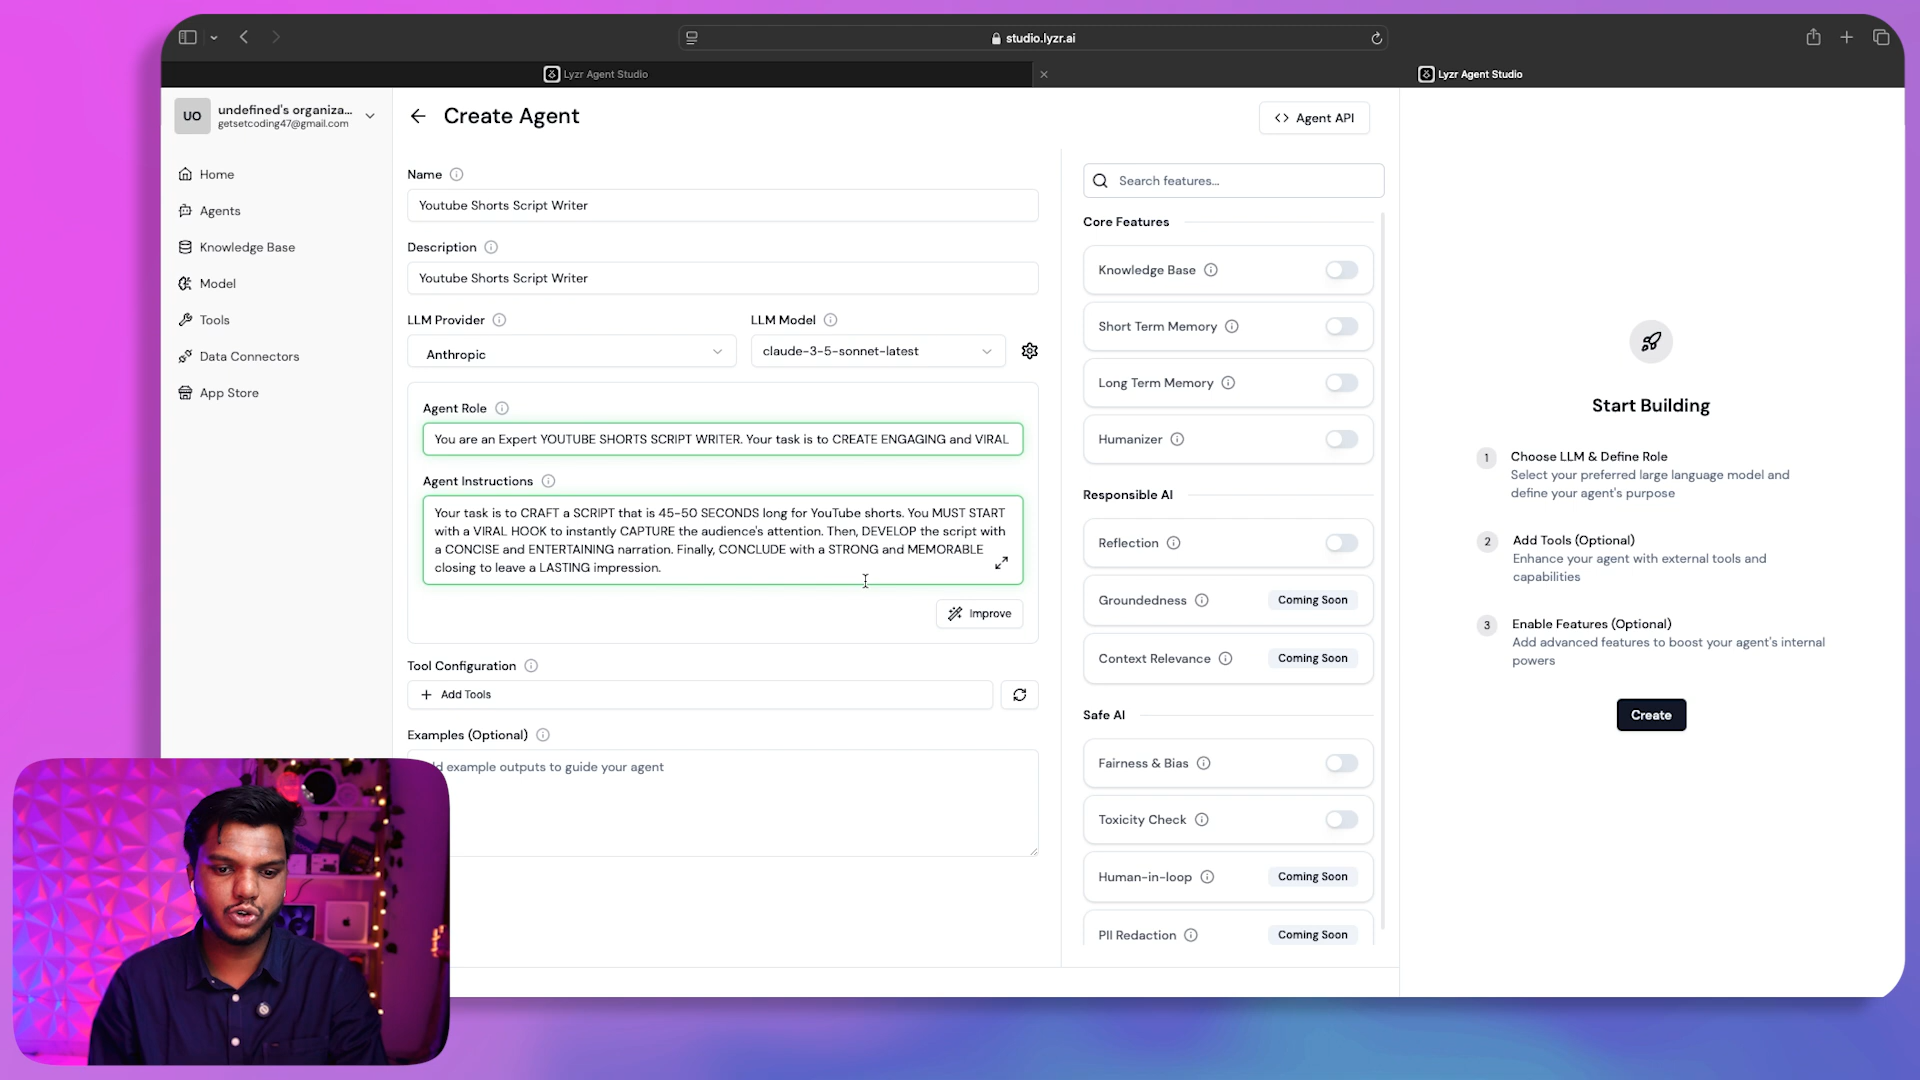 studio.lyzr.ai
Lyzr Agent Studio
Lyzr Agent Studio
UO
undefined's organiza...
getsetcoding47@gmail.com
Home
Agents
Knowledge Base
Model
Tools
Data Connectors
App Store
Create Agent
Agent API
Name
Youtube Shorts Script Writer
Description
Youtube Shorts Script Writer
LLM Provider
LLM Model
Anthropic
claude-3-5-sonnet-latest
Agent Role
You are an Expert YOUTUBE SHORTS SCRIPT WRITER. Your task is to CREATE ENGAGING and VIRAL
Agent Instructions
Your task is to CRAFT a SCRIPT that is 45-50 SECONDS long for YouTube shorts. You MUST START
with a VIRAL HOOK to instantly CAPTURE the audience's attention. Then, DEVELOP the script with
a CONCISE and ENTERTAINING narration. Finally, CONCLUDE with a STRONG and MEMORABLE
closing to leave a LASTING impression.
Improve
Tool Configuration
Add Tools
Examples (Optional)
example outputs to guide your agent
Search features...
Core Features
Knowledge Base
Short Term Memory
Long Term Memory
Humanizer
Responsible AI
Reflection
Groundedness
Coming Soon
Context Relevance
Coming Soon
Safe AI
Fairness & Bias
Toxicity Check
Human-in-loop
Coming Soon
PII Redaction
Coming Soon
Start Building
1
Choose LLM & Define Role
Select your preferred large language model and
define your agent's purpose
2
Add Tools (Optional)
Enhance your agent with external tools and
capabilities
3
Enable Features (Optional)
Add advanced features to boost your agent's internal
powers
Create